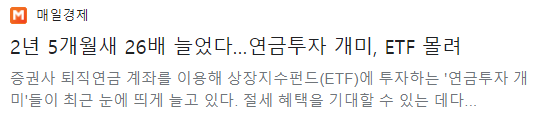 M 매일경제
2년 5개월새 26배 늘었다...연금투자 개미, ETF 몰려
증권사 퇴직연금 계좌를 이용해 상장지수펀드(ETF)에 투자하는 '연금투자 개
미'들이 최근 눈에 띄게 늘고 있다. 절세 혜택을 기대할 수 있는 데다...